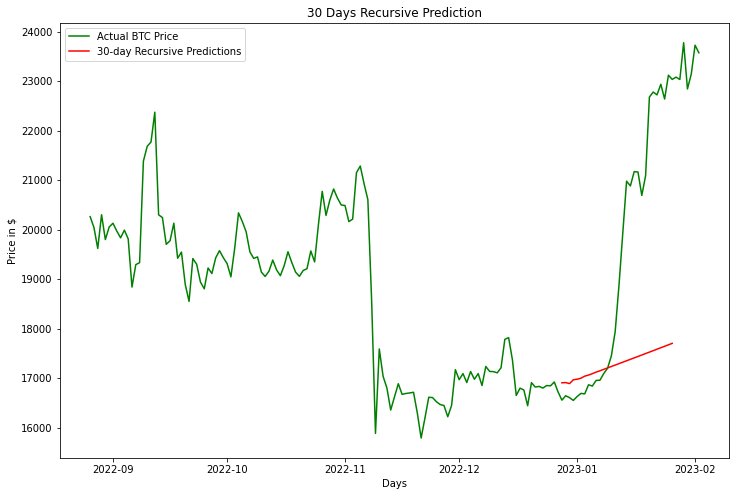 30 Days Recursive Prediction
Actual BTC Price
30-day Recursive Predictions
24000
23000
22000
21000
20000
19000
18000
17000
16000
Price in $
2022-09 2022-10 2022-11 2022-12 2023-01 2023-02
Days